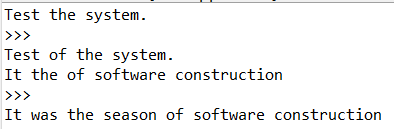 Test the system.
>>>
Test of the system.
It the of software construction
>>>
It was the season of software construction